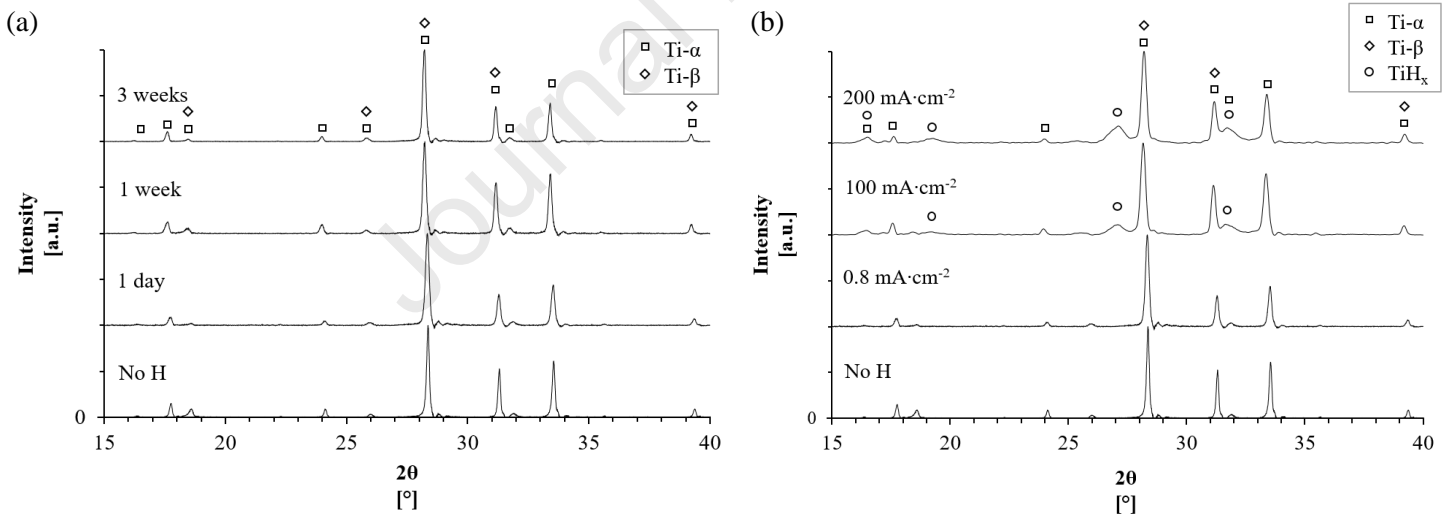 (a)
Ti-α
Ti-β
3 weeks
1 week
1 day
No H
0
Intensity
[a.u.]
15 20 25 30 35 40
2θ
[°]
Journal
(b)
Ti-α
Ti-β
TiHₓ
200 mA·cm⁻²
100 mA·cm⁻²
0.8 mA·cm⁻²
No H
0
Intensity
[a.u.]
15 20 25 30 35 40
2θ
[°]